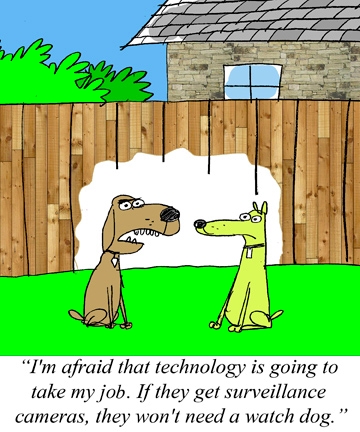 “I'm afraid that technology is going to
take my job. If they get surveillance
cameras, they won't need a watch dog.”